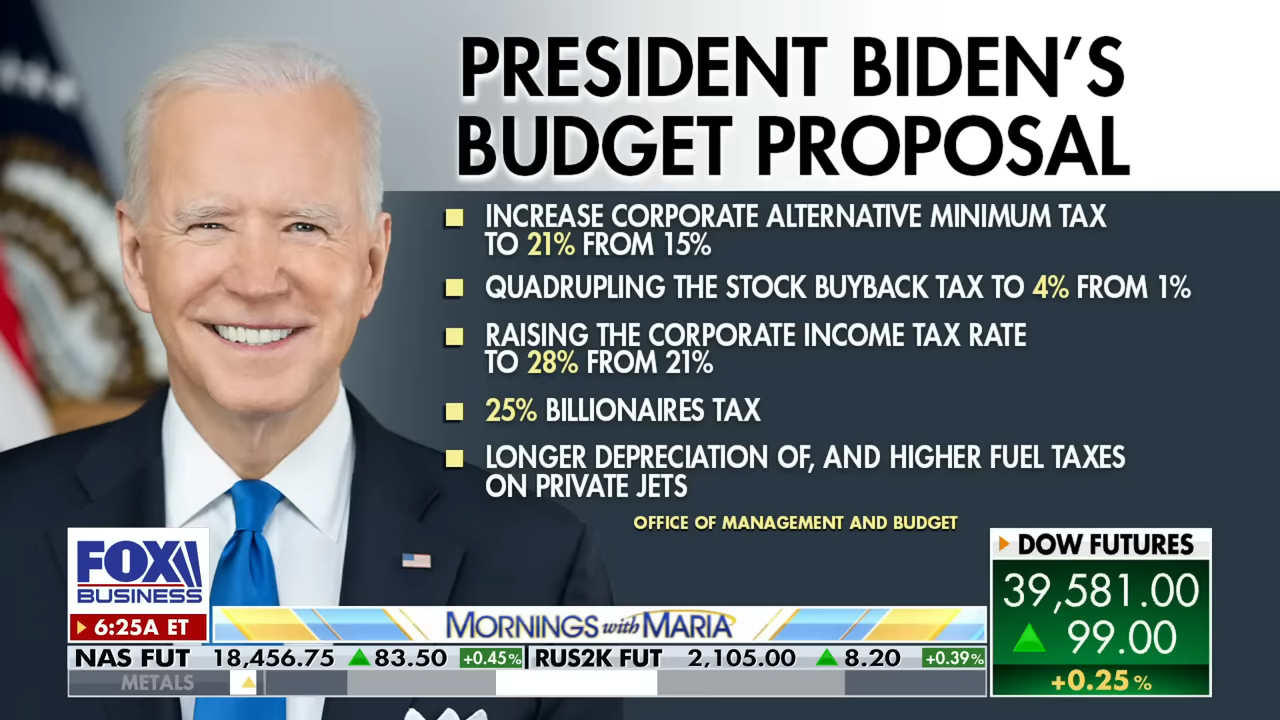 PRESIDENT BIDEN'S
BUDGET PROPOSAL
INCREASE CORPORATE ALTERNATIVE MINIMUM TAX
TO 21% FROM 15%
QUADRUPLING THE STOCK BUYBACK TAX TO 4% FROM 1%
RAISING THE CORPORATE INCOME TAX RATE
TO 28% FROM 21%
25% BILLIONAIRES TAX
LONGER DEPRECIATION OF, AND HIGHER FUEL TAXES
ON PRIVATE JETS
OFFICE OF MANAGEMENT AND BUDGET
FOX
BUSINESS
6:25A ET
MORNINGS with MARIA
DOW FUTURES
39,581.00
99.00
+0.25%
NAS FUT 18,456.75 83.50 +0.45% RUS2K FUT 2,105.00 8.20 +0.39%
METALS